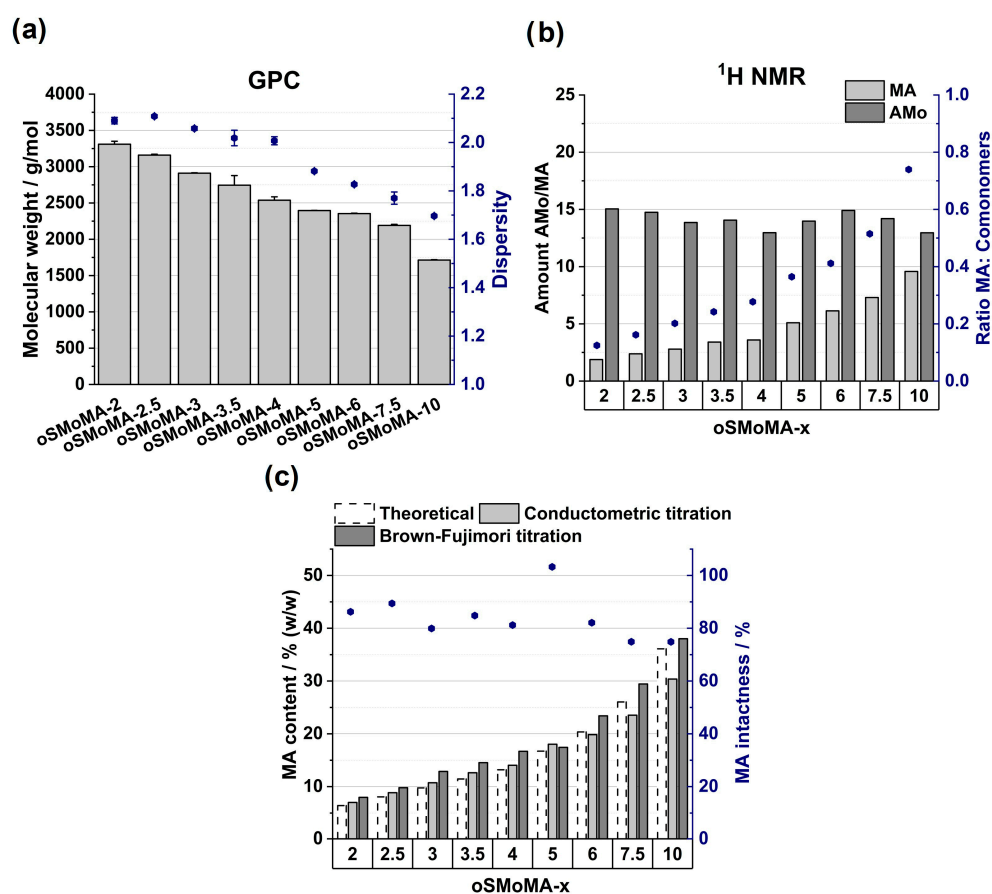 (a)
GPC
Molecular weight / g/mol
4000
3500
3000
2500
2000
1500
1000
500
0
2.2
2.0
1.8
1.6
1.4
1.2
1.0
Dispersity
oSMoMA-2
oSMoMA-2.5
oSMoMA-3
oSMoMA-3.5
oSMoMA-4
oSMoMA-5
oSMoMA-6
oSMoMA-7.5
oSMoMA-10
(b)
¹H NMR
MA
AMo
Amount AMo/MA
25
20
15
10
5
0
1.0
0.8
0.6
0.4
0.2
0.0
Ratio MA: Comonomers
2 2.5 3 3.5 4 5 6 7.5 10
oSMoMA-x
(c)
Theoretical Conductometric titration
Brown-Fujimori titration
MA content / % (w/w)
50
40
30
20
10
0
100
80
60
40
20
0
MA intactness / %
2 2.5 3 3.5 4 5 6 7.5 10
oSMoMA-x